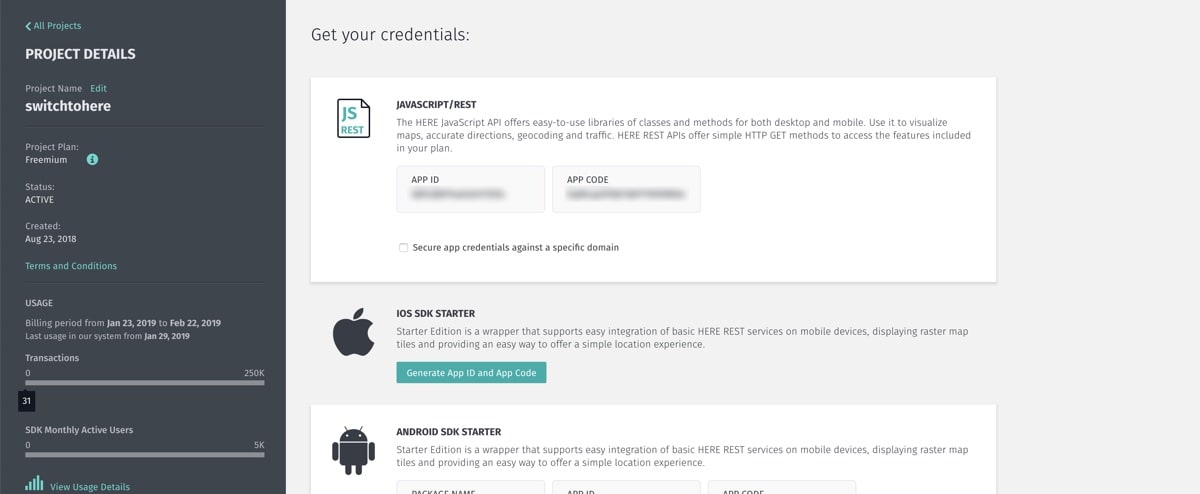 All Projects
PROJECT DETAILS
Project Name Edit
switchtohere
Project Plan:
Freemium
Status:
ACTIVE
Created:
Aug 23, 2018
Terms and Conditions
USAGE
Billing period from Jan 23, 2019 to Feb 22, 2019
Last usage in our system from Jan 29, 2019
Transactions
0 250K
31
SDK Monthly Active Users
0 5K
View Usage Details
Get your credentials:
JS
REST
JAVASCRIPT/REST
The HERE JavaScript API offers easy-to-use libraries of classes and methods for both desktop and mobile. Use it to visualize
maps, accurate directions, geocoding and traffic. HERE REST APIs offer simple HTTP GET methods to access the features included
in your plan.
APP ID APP CODE
Secure app credentials against a specific domain
IOS SDK STARTER
Starter Edition is a wrapper that supports easy integration of basic HERE REST services on mobile devices, displaying raster map
tiles and providing an easy way to offer a simple location experience.
Generate App ID and App Code
ANDROID SDK STARTER
Starter Edition is a wrapper that supports easy integration of basic HERE REST services on mobile devices, displaying raster map
tiles and providing an easy way to offer a simple location experience.
PACKAGE NAME APP ID APP CODE